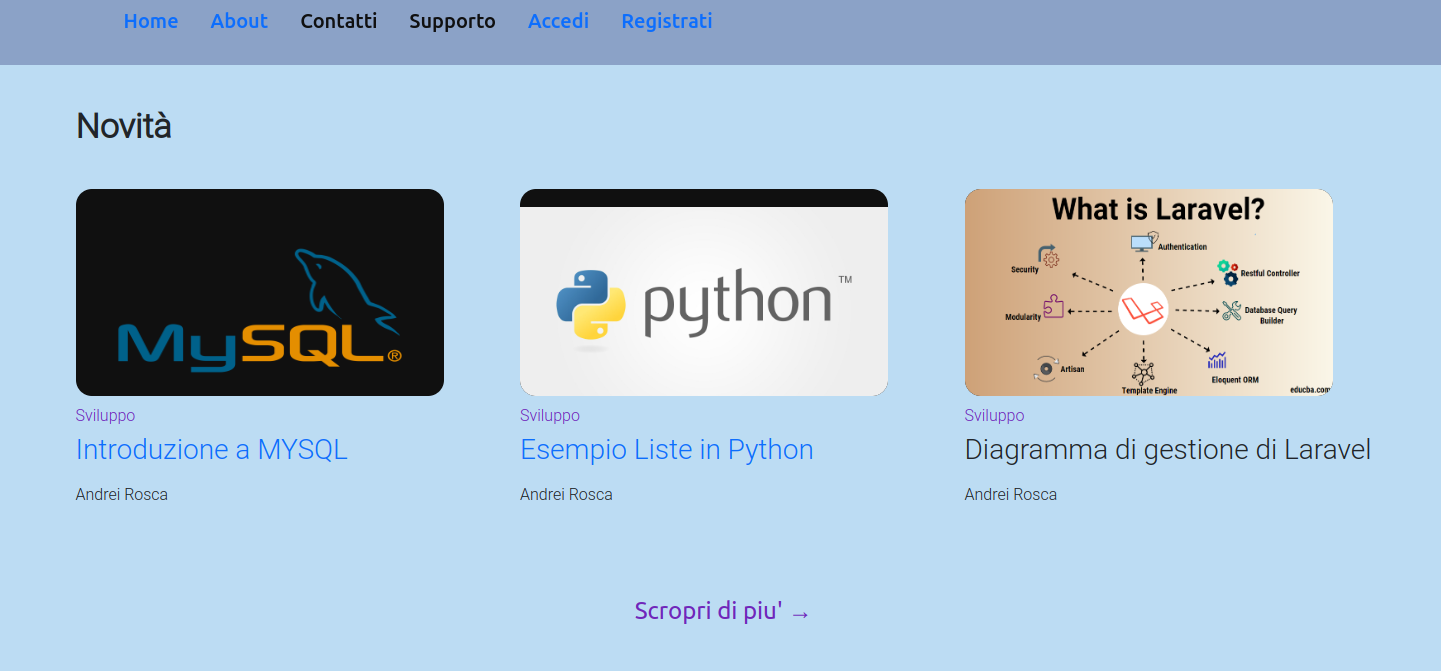 Home About Contatti Supporto Accedi Registrati
Novità
MySQL®
python TM
What is Laravel?
Authentication
Security
Restful Controller
Modularity
Database Query
Builder
Artisan
Template Engine
Eloquent ORM
educba.com
Sviluppo
Introduzione a MYSQL
Andrei Rosca
Sviluppo
Esempio Liste in Python
Andrei Rosca
Sviluppo
Diagramma di gestione di Laravel
Andrei Rosca
Scropri di piu' →